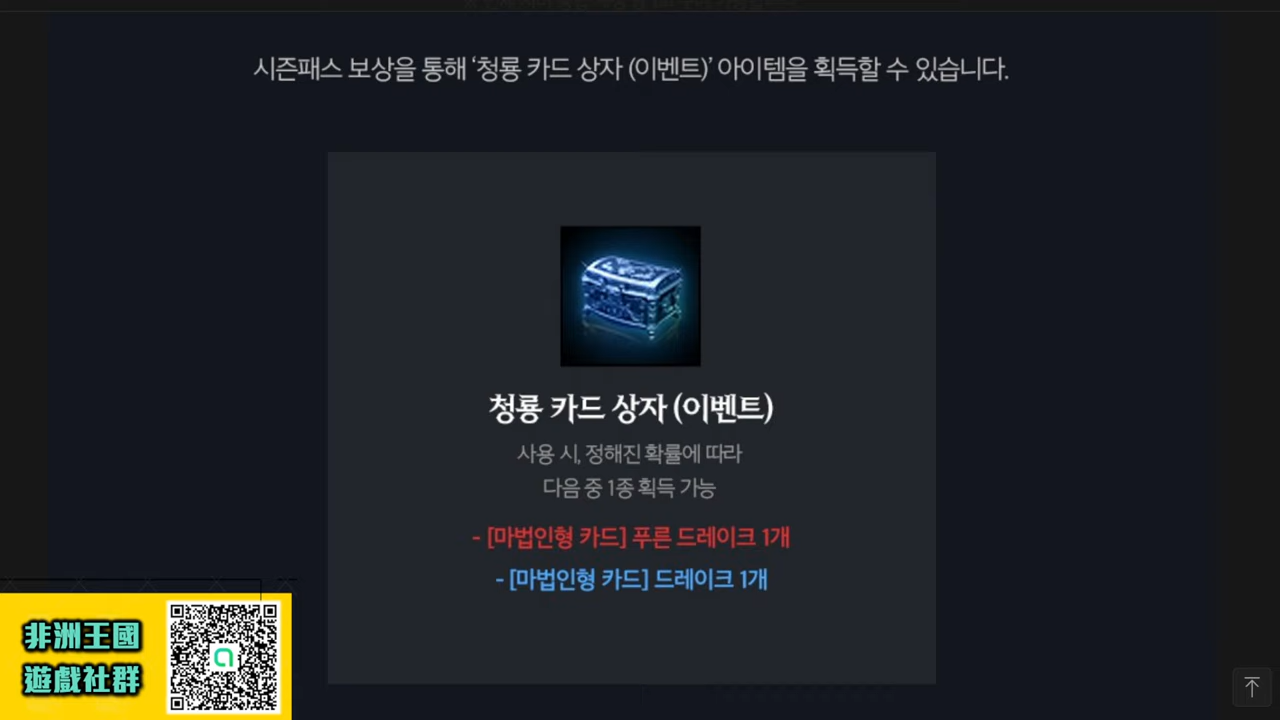 시즌패스 보상을 통해 ‘청룡 카드 상자 (이벤트)’ 아이템을 획득할 수 있습니다.
청룡 카드 상자 (이벤트)
사용 시, 정해진 확률에 따라
다음 중 1종 획득 가능
- [마법인형 카드] 푸른 드레이크 1개
- [마법인형 카드] 드레이크 1개
非洲王國
遊戲社群